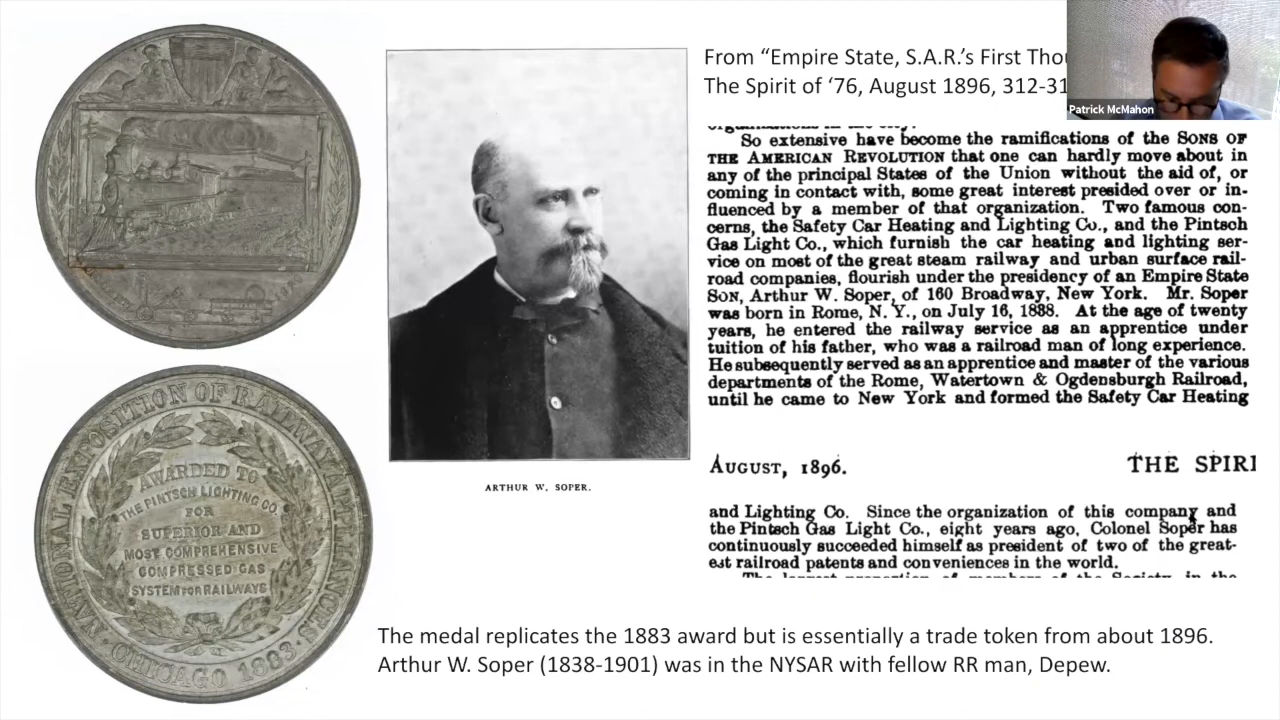 From “Empire State, S.A.R.’s First
The Spirit of ‘76, August 1896,
Patrick McMahon
So extensive have become the ramifications of the SONS OF
THE AMERICAN REVOLUTION that one can hardly move about in
any of the principal States of the Union without the aid of, or
coming in contact with, some great interest presided over or in-
fluenced by a member of that organization. Two famous con-
cerns, the Safety Car Heating and Lighting Co., and the Pintsch
Gas Light Co., which furnish the car heating and lighting ser-
vice on most of the great steam railway and urban surface rail-
road companies, flourish under the presidency of an Empire State
SON, Arthur W. Soper, of 160 Broadway, New York. Mr. Soper
was born in Rome, N. Y., on July 16, 1838. At the age of twenty
years, he entered the railway service as an apprentice under
tuition of his father, who was a railroad man of long experience.
He subsequently served as an apprentice and master of the various
departments of the Rome, Watertown & Ogdensburgh Railroad,
until he came to New York and formed the Safety Car Heating
AUGUST, 1896.
THE
and Lighting Co. Since the organization of this company and
the Pintsch Gas Light Co., eight years ago, Colonel Soper has
continuously succeeded himself as president of two of the great-
est railroad patents and conveniences in the world.
ARTHUR W. SOPER.
NATIONAL EXPOSITION OF RAILWAY APPLIANCES
AWARDED TO
THE PINTSCH LIGHTING CO.
FOR
SUPERIOR AND
MOST COMPREHENSIVE
COMPRESSED GAS
SYSTEM FOR RAILWAYS
CHICAGO 1883
The medal replicates the 1883 award but is essentially a trade token from about 1896.
Arthur W. Soper (1838-1901) was in the NYSAR with fellow RR man, Depew.